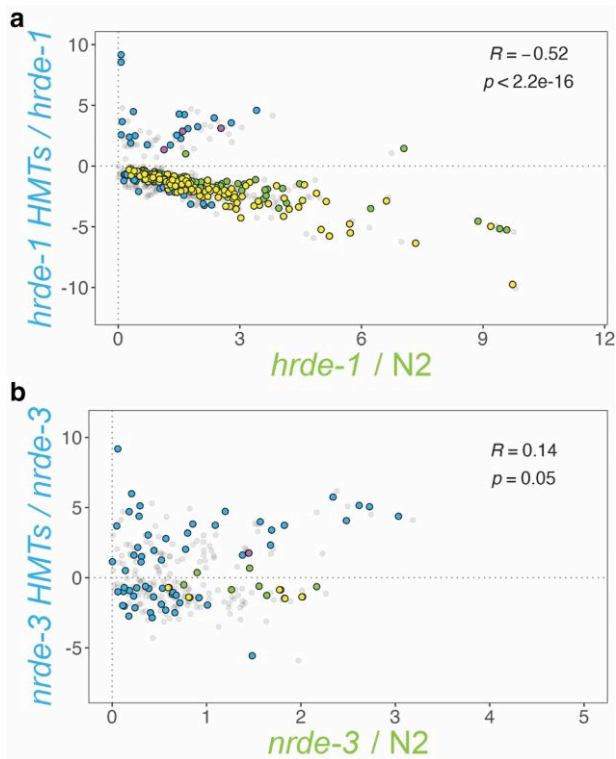 a
hrde-1 HMTs / hrde-1
10
5
0
-5
-10
R = −0.52
p < 2.2e-16
0
3
6
9
12
hrde-1 / N2
b
nrde-3 HMTs / nrde-3
10
5
0
-5
R = 0.14
p = 0.05
0
1
2
3
4
5
nrde-3 / N2